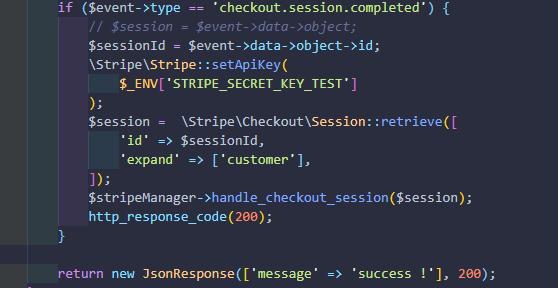 if ($event->type == 'checkout.session.completed') {
// $session = $event->data->object;
$sessionId = $event->data->object->id;
\Stripe\Stripe::setApiKey(
$_ENV['STRIPE_SECRET_KEY_TEST']
);
$session =  \Stripe\Checkout\Session::retrieve([
'id' => $sessionId,
'expand' => ['customer'],
]);
$stripeManager->handle_checkout_session($session);
http_response_code(200);
}
return new JsonResponse(['message' => 'success !'], 200);